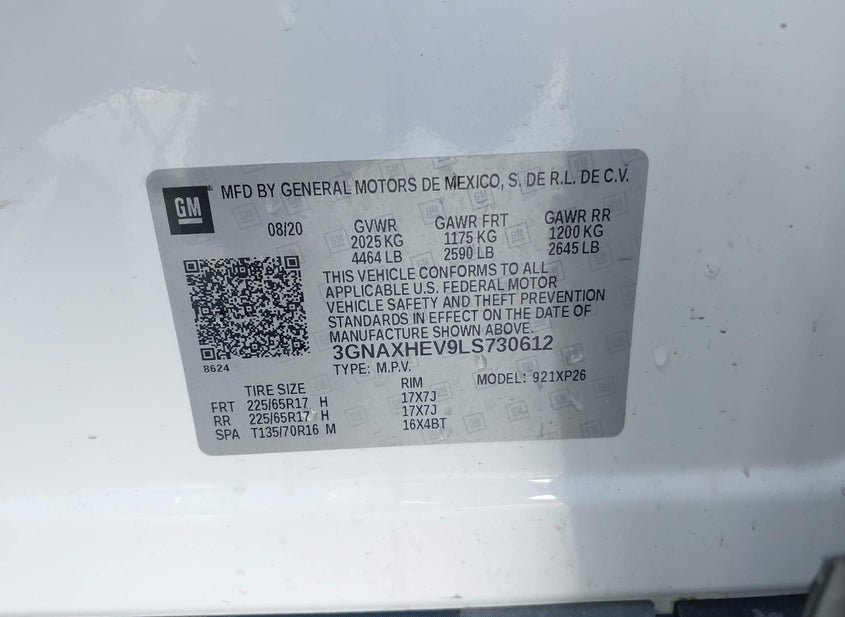 GM ® MFD BY GENERAL MOTORS DE MEXICO, S. DE R.L. DE C.V.
08/20 GVWR GAWR FRT GAWR RR
2025 KG 1175 KG 1200 KG
4464 LB 2590 LB 2645 LB
THIS VEHICLE CONFORMS TO ALL
APPLICABLE U.S. FEDERAL MOTOR
VEHICLE SAFETY AND THEFT PREVENTION
STANDARDS IN EFFECT ON THE DATE OF
MANUFACTURE SHOWN ABOVE.
8624 3GNAXHEV9LS730612
TYPE: M.P.V. MODEL: 921XP26
TIRE SIZE RIM
FRT 225/65R17 H 17X7J
RR 225/65R17 H 17X7J
SPA T135/70R16 M 16X4BT